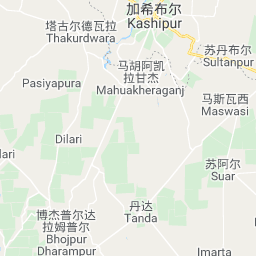 加希布尔
Kashipur
塔古尔德瓦拉
Thakurdwara
苏丹布尔
Sultanpur
马胡阿凯
拉甘杰
Mahuakheraganj
Pasiyapura
马斯瓦西
Maswasi
Dilari
lari
苏阿尔
Suar
丹达
Tanda
博杰普尔达
拉姆普尔
Bhojpur
Dharampur
Imarta